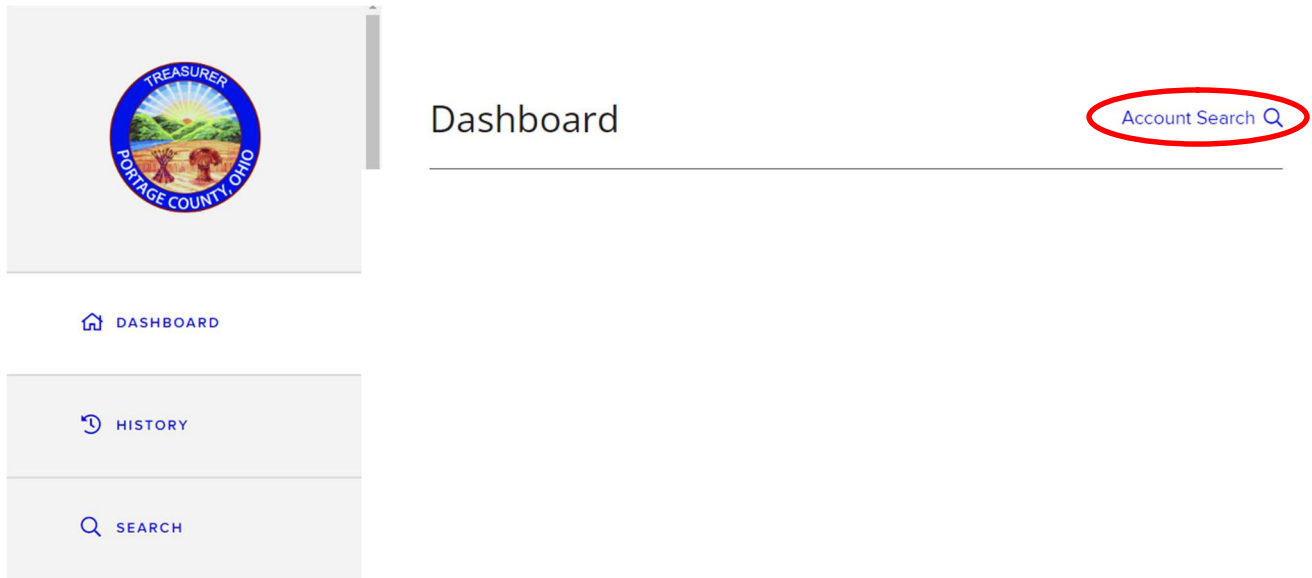 TREASURER
PORTAGE COUNTY, OHIO
DASHBOARD
HISTORY
SEARCH
Dashboard
Account Search